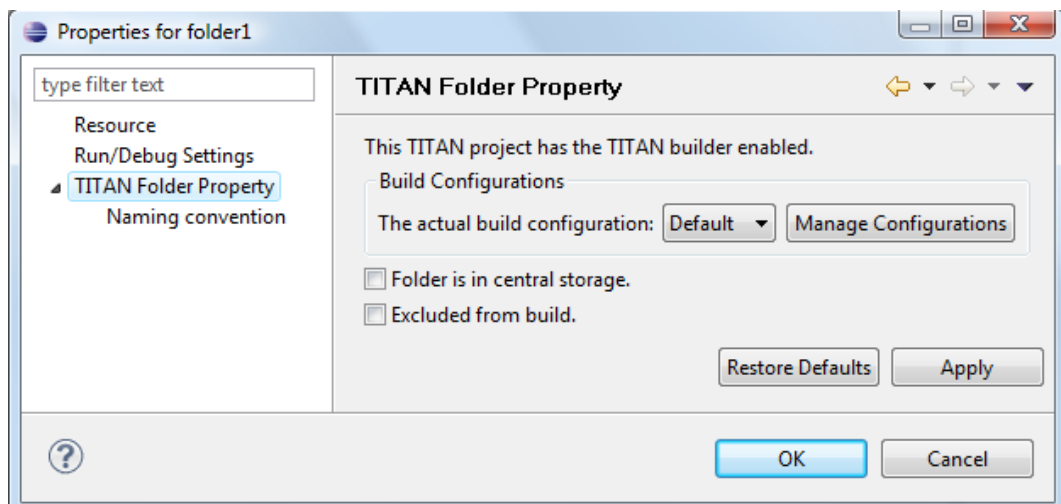 Properties for folder1
type filter text
Resource
Run/Debug Settings
TITAN Folder Property
Naming convention
TITAN Folder Property
This TITAN project has the TITAN builder enabled.
Build Configurations
The actual build configuration: Default Manage Configurations
Folder is in central storage.
Excluded from build.
Restore Defaults Apply
? OK Cancel